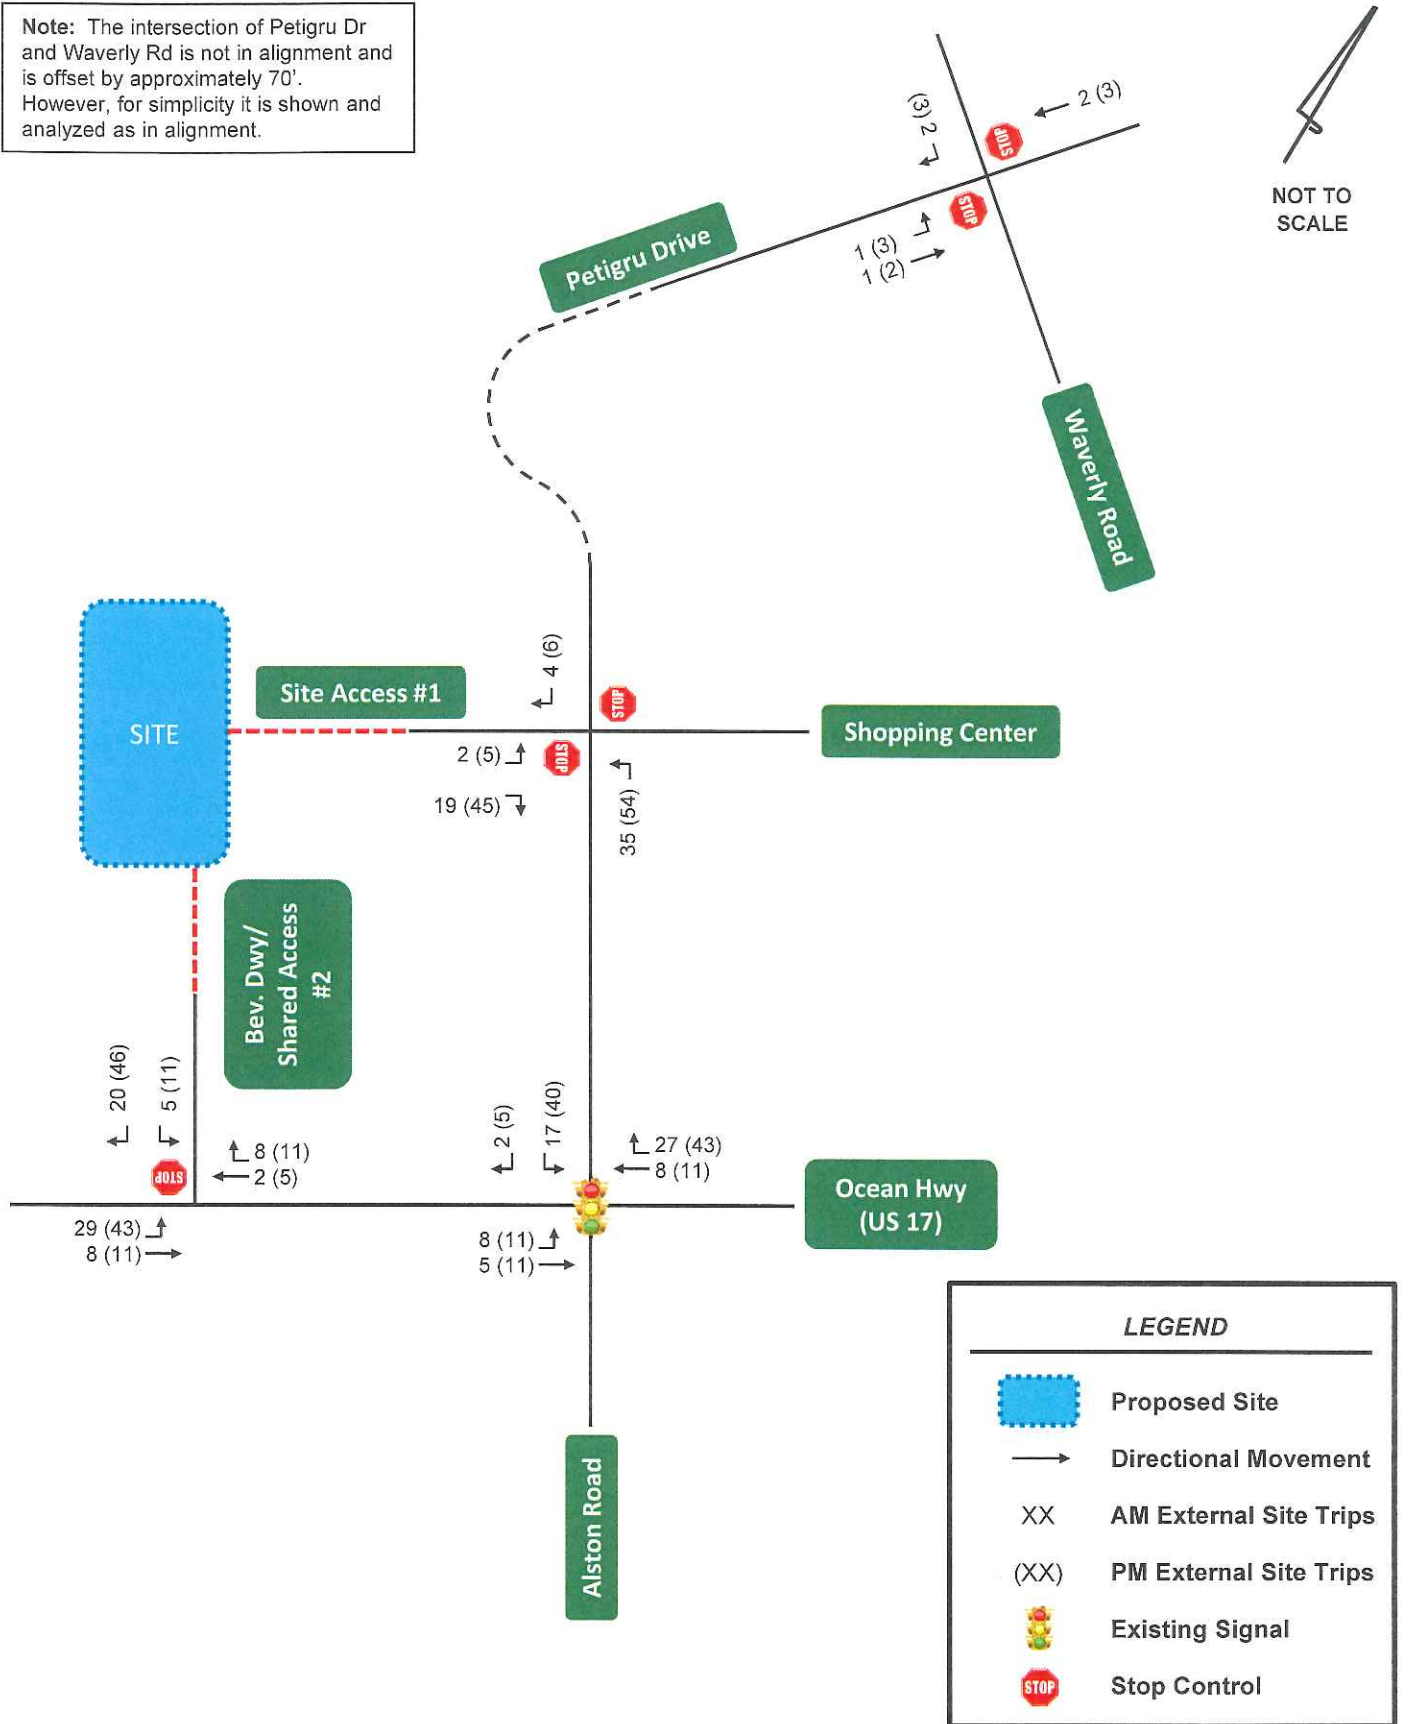 Note: The intersection of Petigru Dr
and Waverly Rd is not in alignment and
is offset by approximately 70'.
However, for simplicity it is shown and
analyzed as in alignment.
NOT TO
SCALE
2 (3)
(3) 2
STOP
STOP
1 (3)
1 (2)
Petigru Drive
Waverly Road
4 (6)
Site Access #1
STOP
SITE
Shopping Center
2 (5)
STOP
19 (45)
35 (54)
Bev. Dwy/
Shared Access
#2
20 (46)
5 (11)
8 (11)
2 (5)
STOP
29 (43)
8 (11)
2 (5)
17 (40)
27 (43)
8 (11)
8 (11)
5 (11)
Ocean Hwy
(US 17)
Alston Road
LEGEND
Proposed Site
Directional Movement
XX AM External Site Trips
(XX) PM External Site Trips
Existing Signal
STOP Stop Control